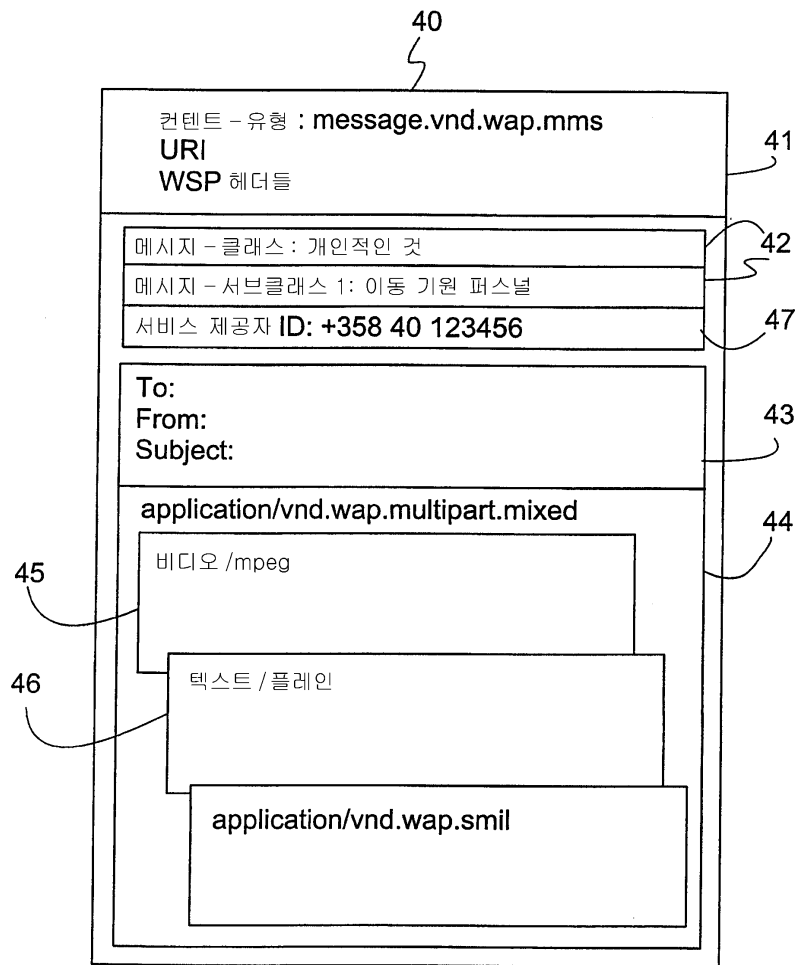 40
컨텐트 – 유형 : message.vnd.wap.mms
URI
WSP 헤더들
41
메시지 – 클래스 : 개인적인 것
42
메시지 – 서브클래스 1: 이동 기원 퍼스널
서비스 제공자 ID: +358 40 123456
47
To:
From:
Subject:
43
application/vnd.wap.multipart.mixed
44
비디오 /mpeg
45
텍스트 / 플레인
46
application/vnd.wap.smil